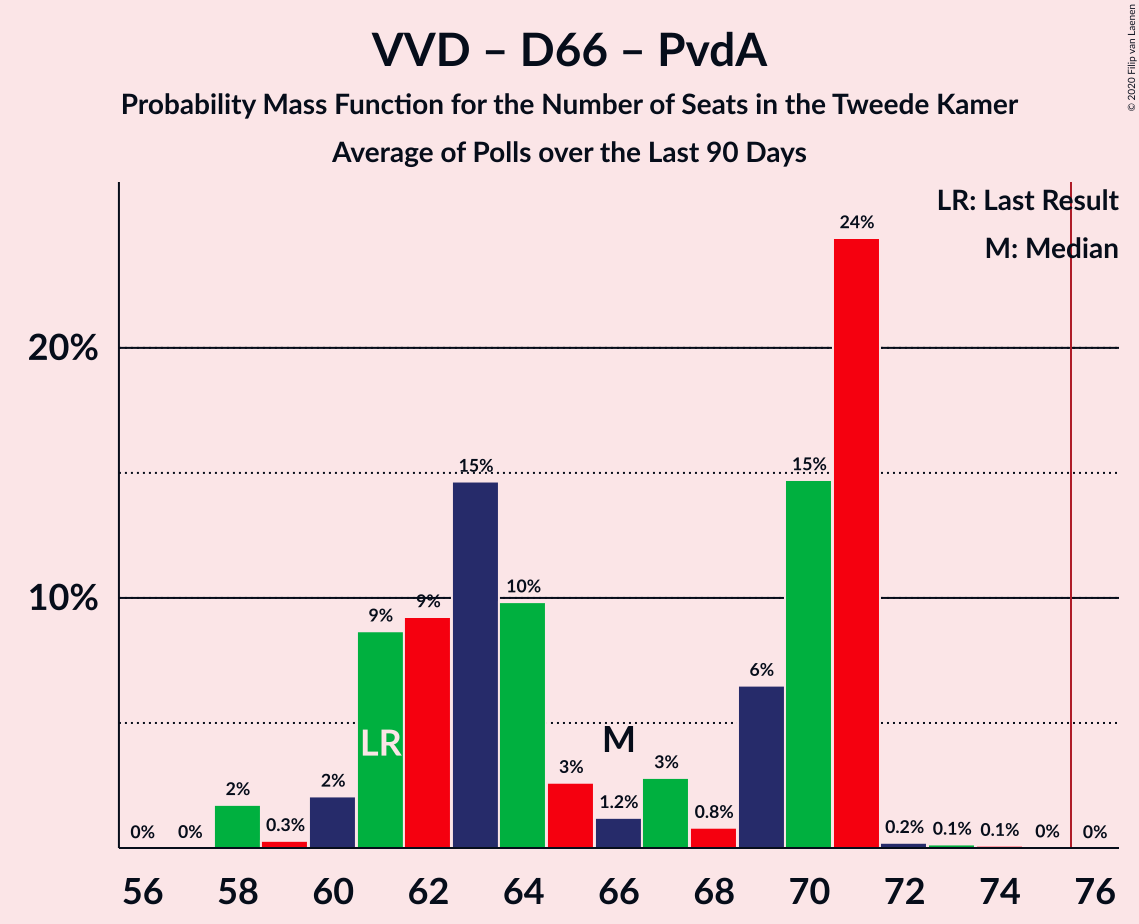 VVD – D66 – PvdA
Probability Mass Function for the Number of Seats in the Tweede Kamer
Average of Polls over the Last 90 Days
© 2020 Filip van Laenen
LR: Last Result
M: Median
20%
10%
0% 0% 2% 0.3% 2% 9% 9% 15% 10% 3% 1.2% 3% 0.8% 6% 15% 24% 0.2% 0.1% 0.1% 0% 0%
LR M
56 58 60 62 64 66 68 70 72 74 76